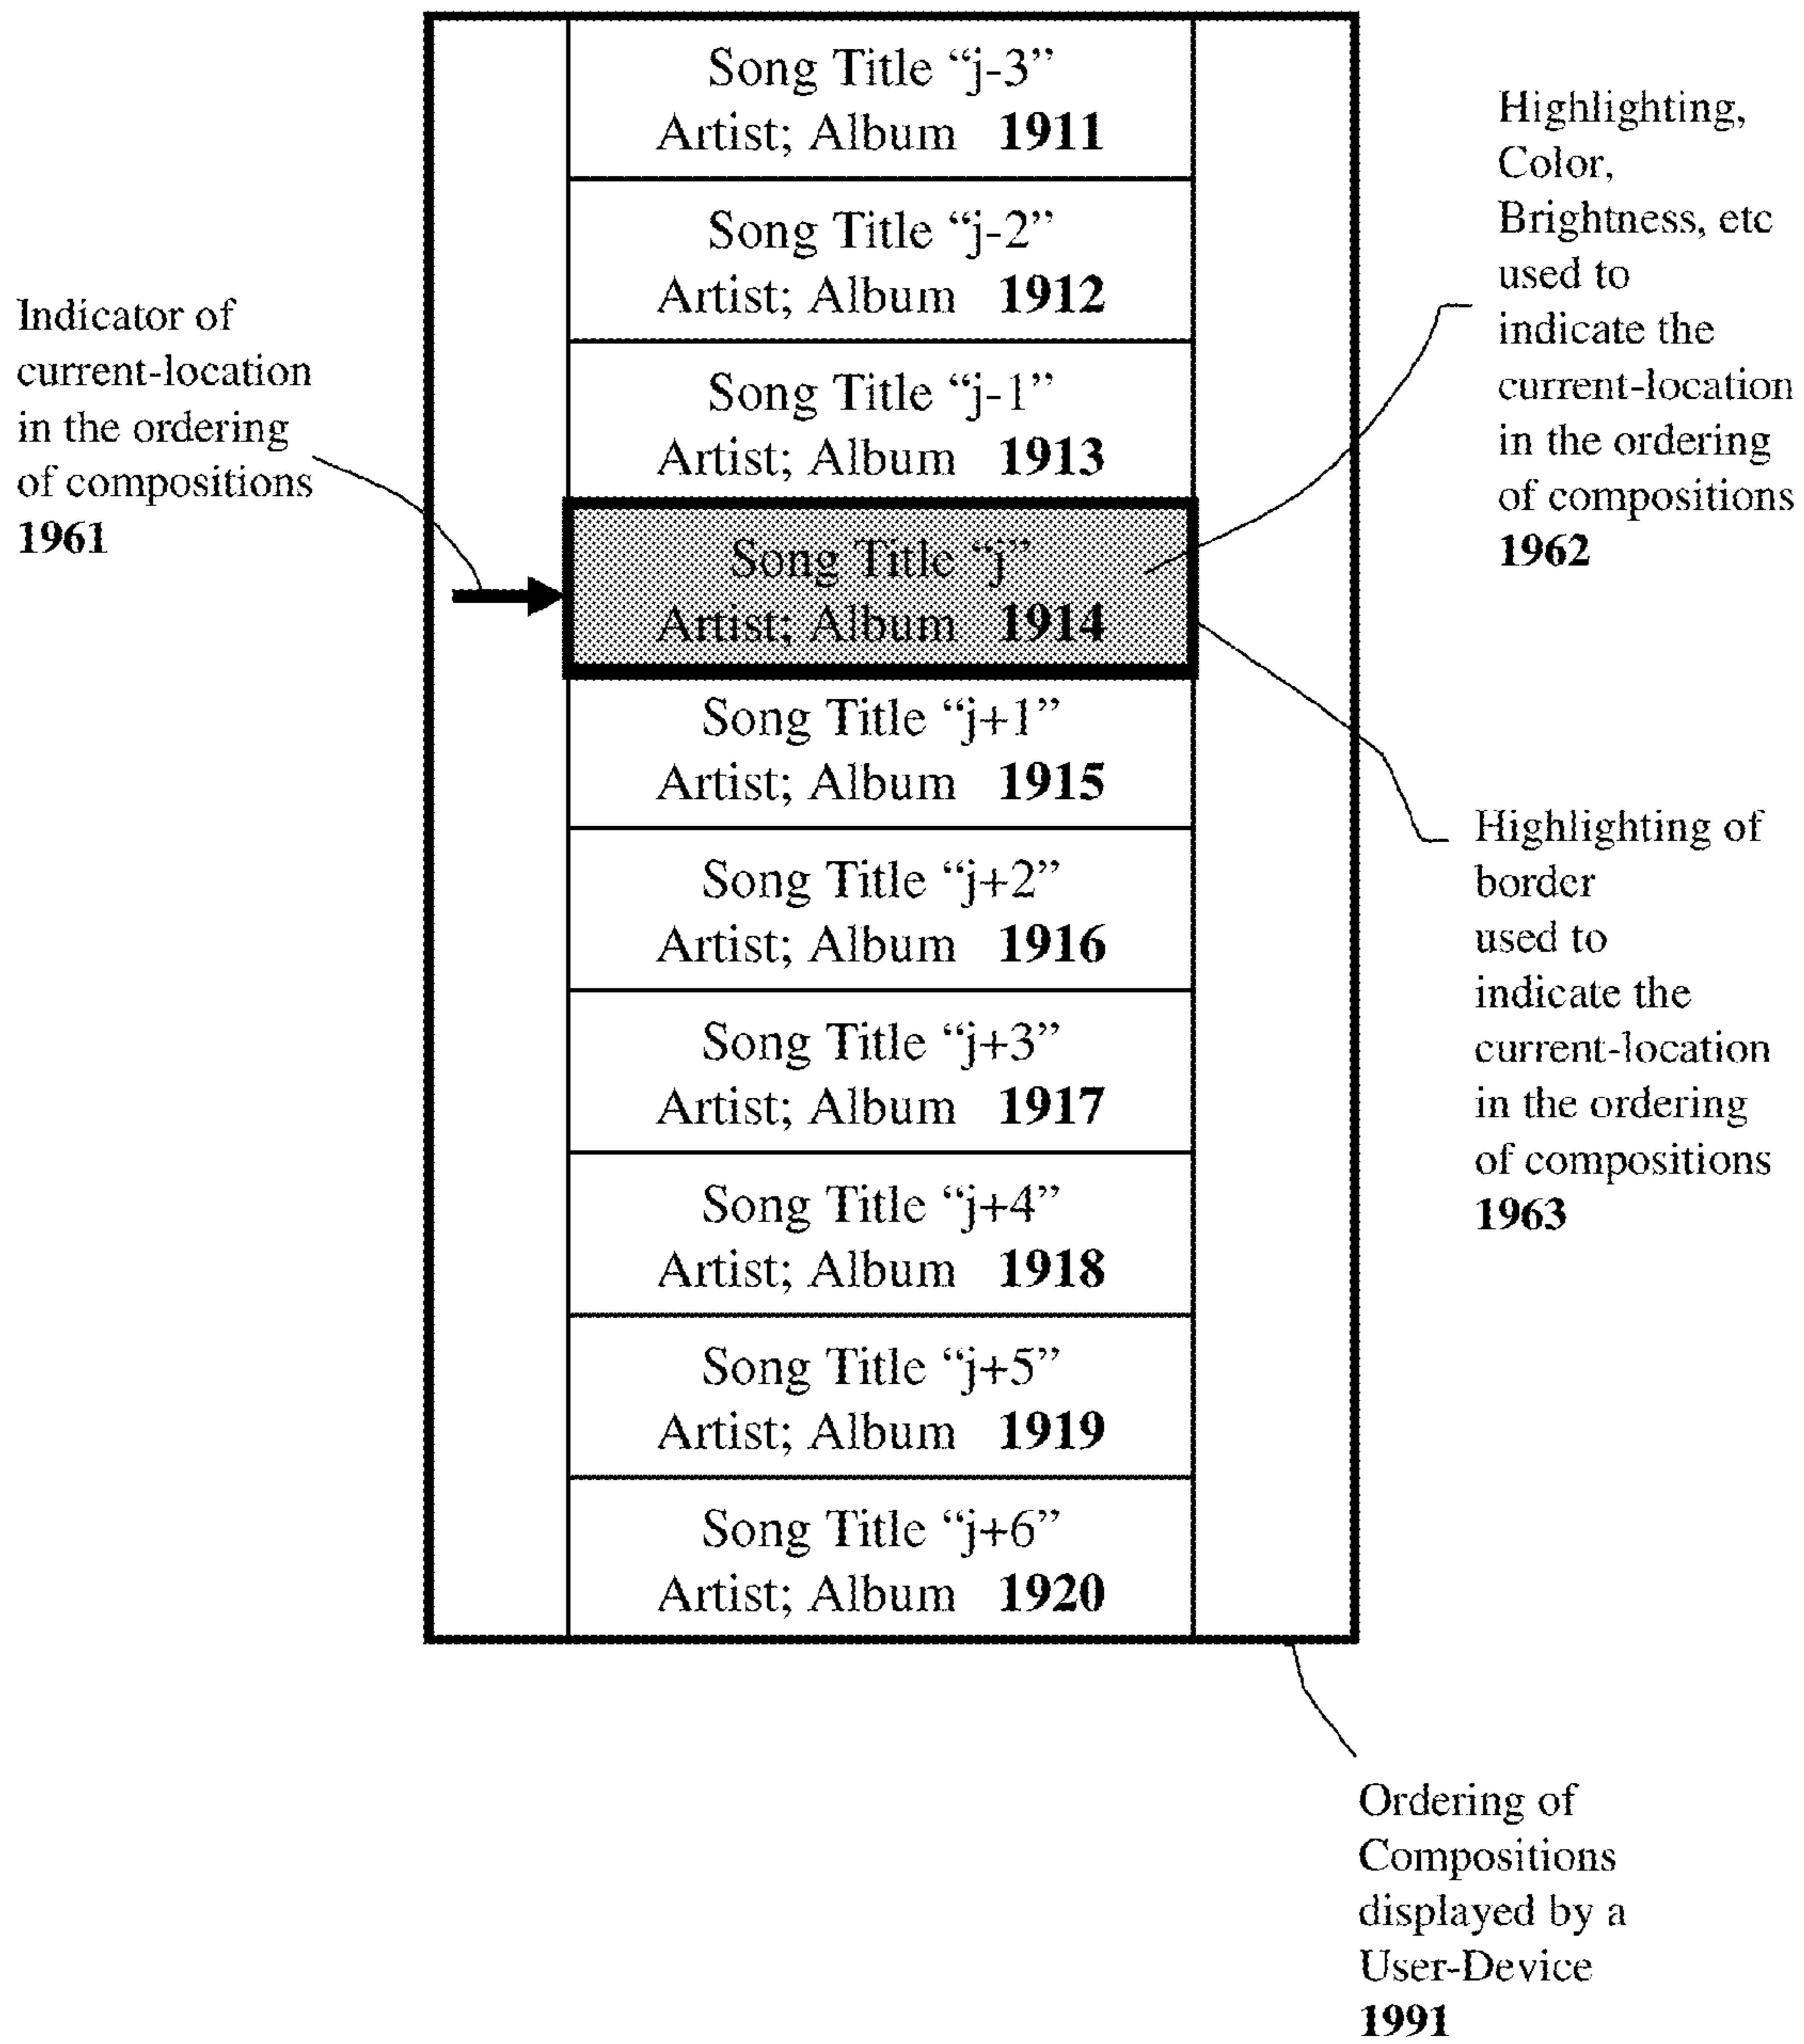 Song Title “j-3”
Artist; Album 1911
Song Title “j-2”
Artist; Album 1912
Song Title “j-1”
Artist; Album 1913
Song Title “j”
Artist; Album 1914
Song Title “j+1”
Artist; Album 1915
Song Title “j+2”
Artist; Album 1916
Song Title “j+3”
Artist; Album 1917
Song Title “j+4”
Artist; Album 1918
Song Title “j+5”
Artist; Album 1919
Song Title “j+6”
Artist; Album 1920
Indicator of
current-location
in the ordering
of compositions
1961
Highlighting,
Color,
Brightness, etc
used to
indicate the
current-location
in the ordering
of compositions
1962
Highlighting of
border
used to
indicate the
current-location
in the ordering
of compositions
1963
Ordering of
Compositions
displayed by a
User-Device
1991